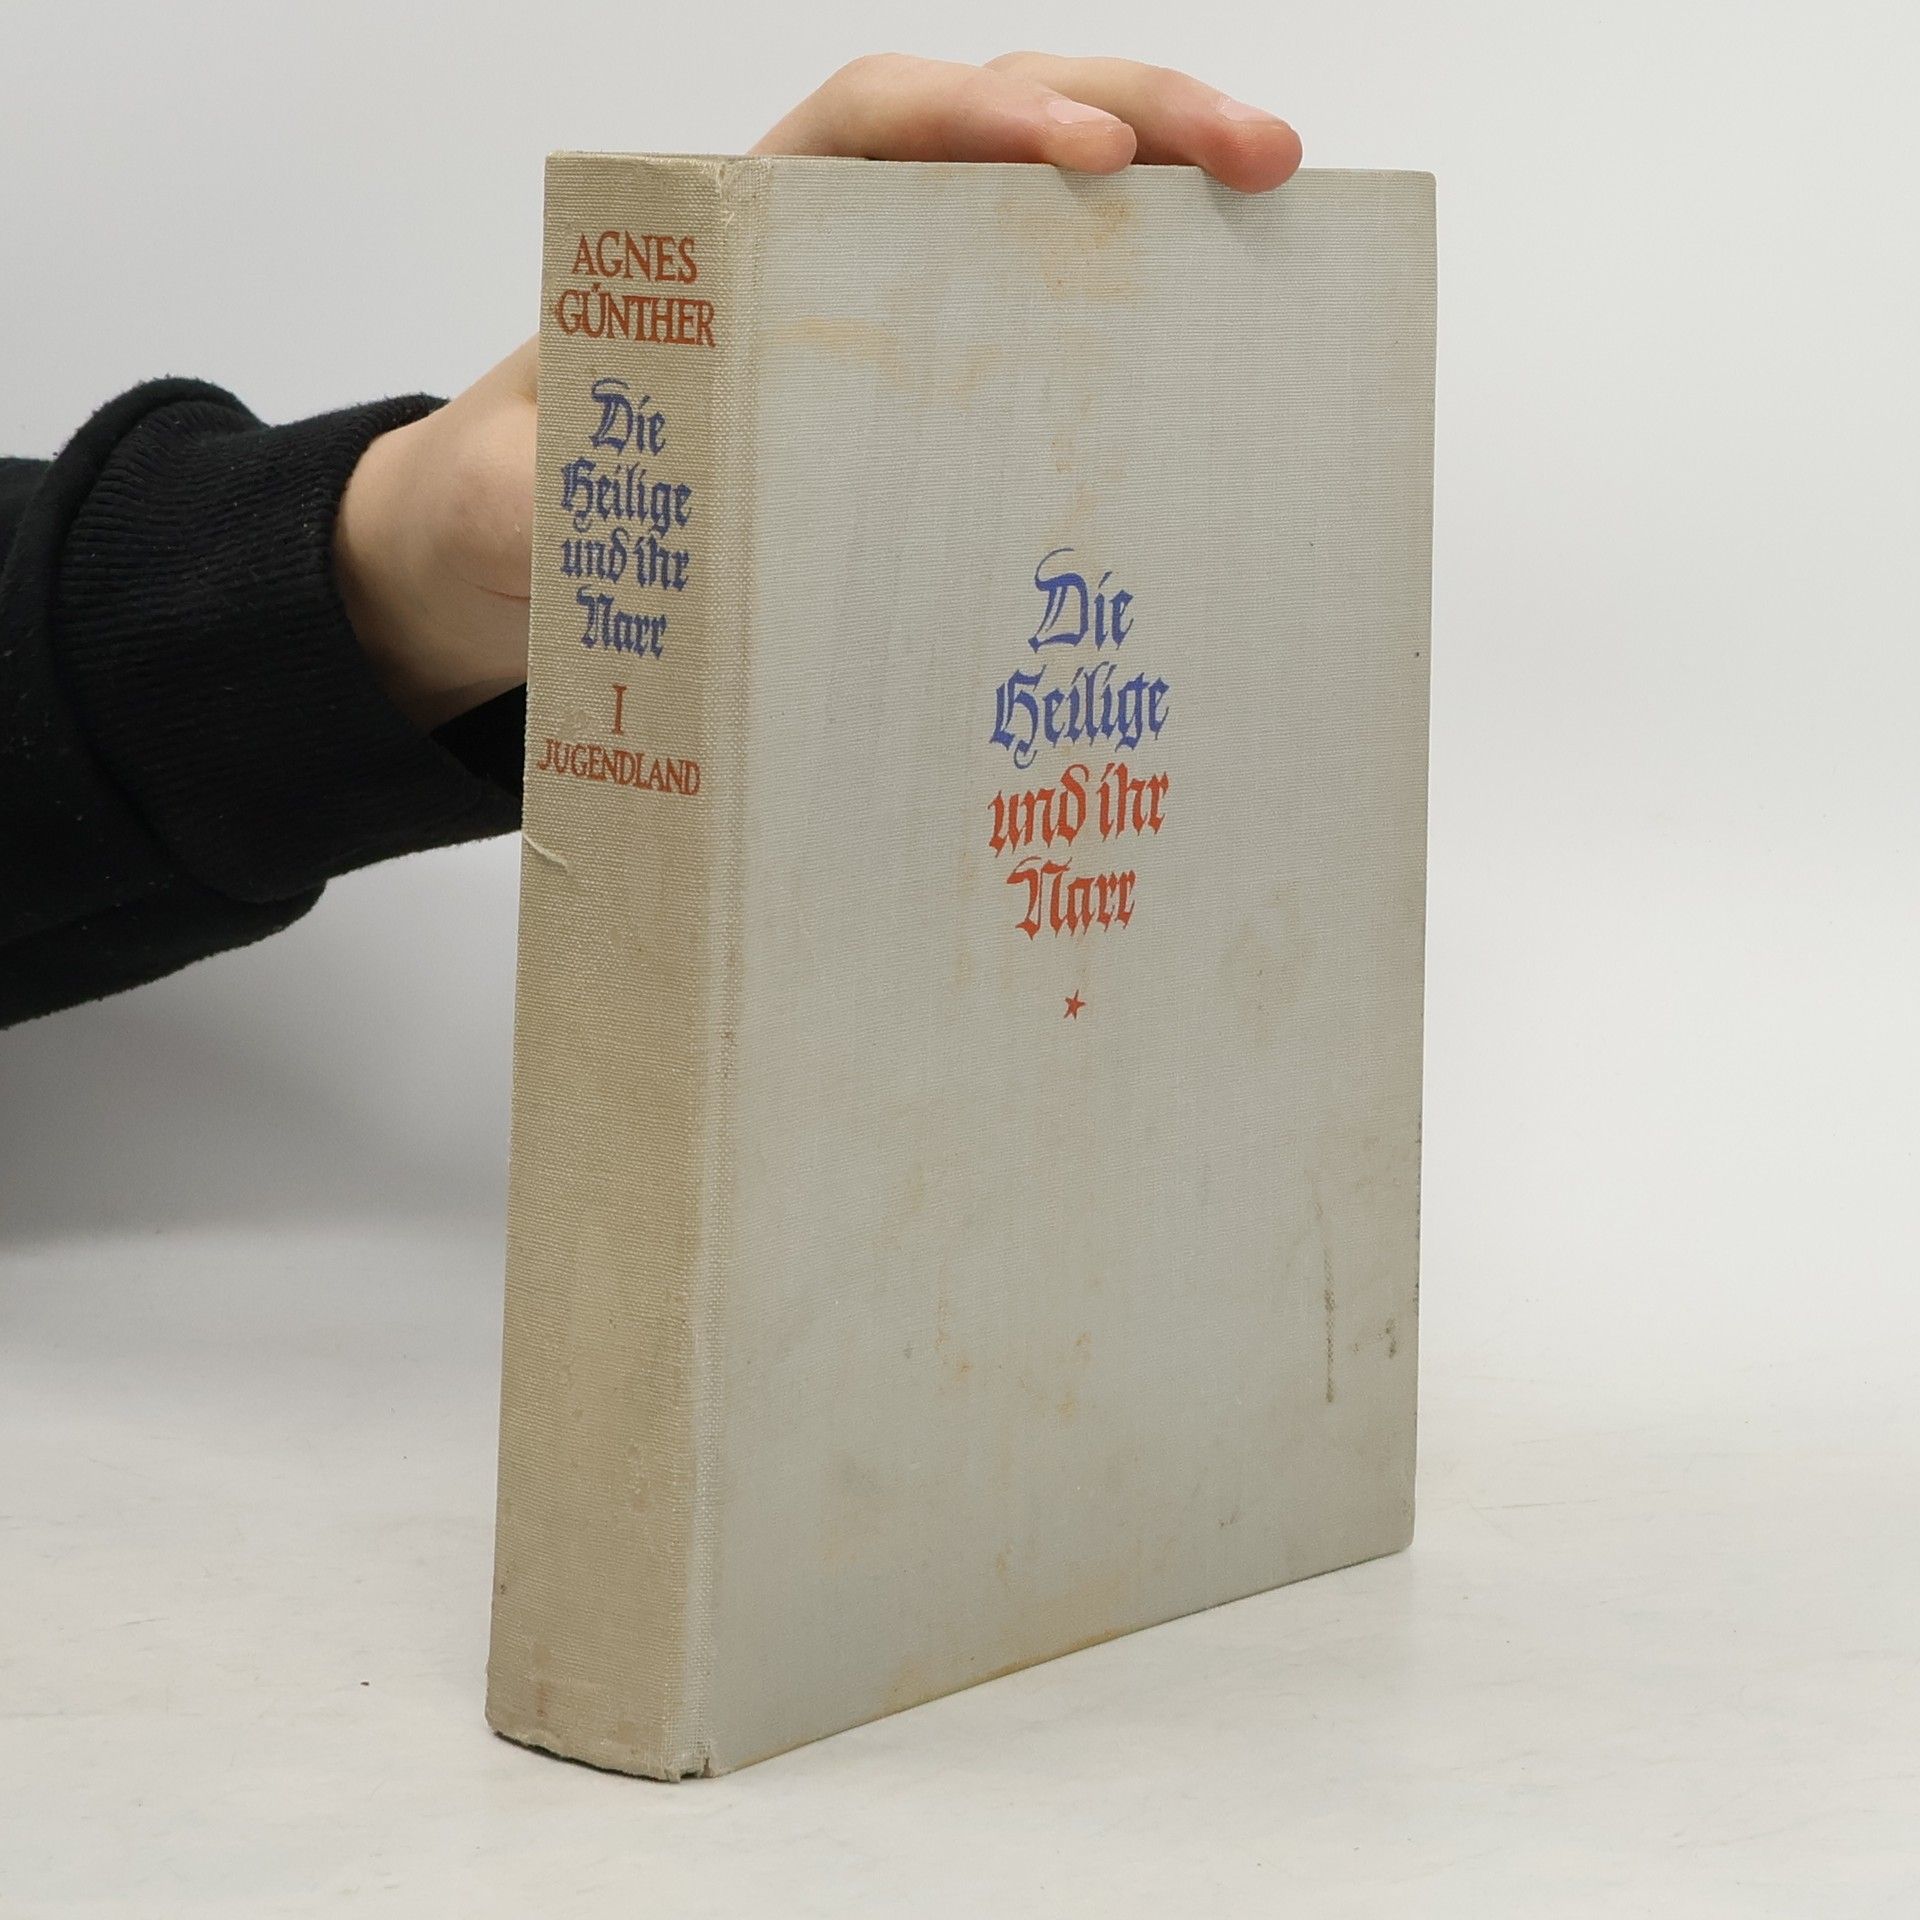 AGNES
GÜNTHER
Die
Heilige
und ihr
Narr
I
JUGENDLAND
Die
Heilige
und ihr
Narr